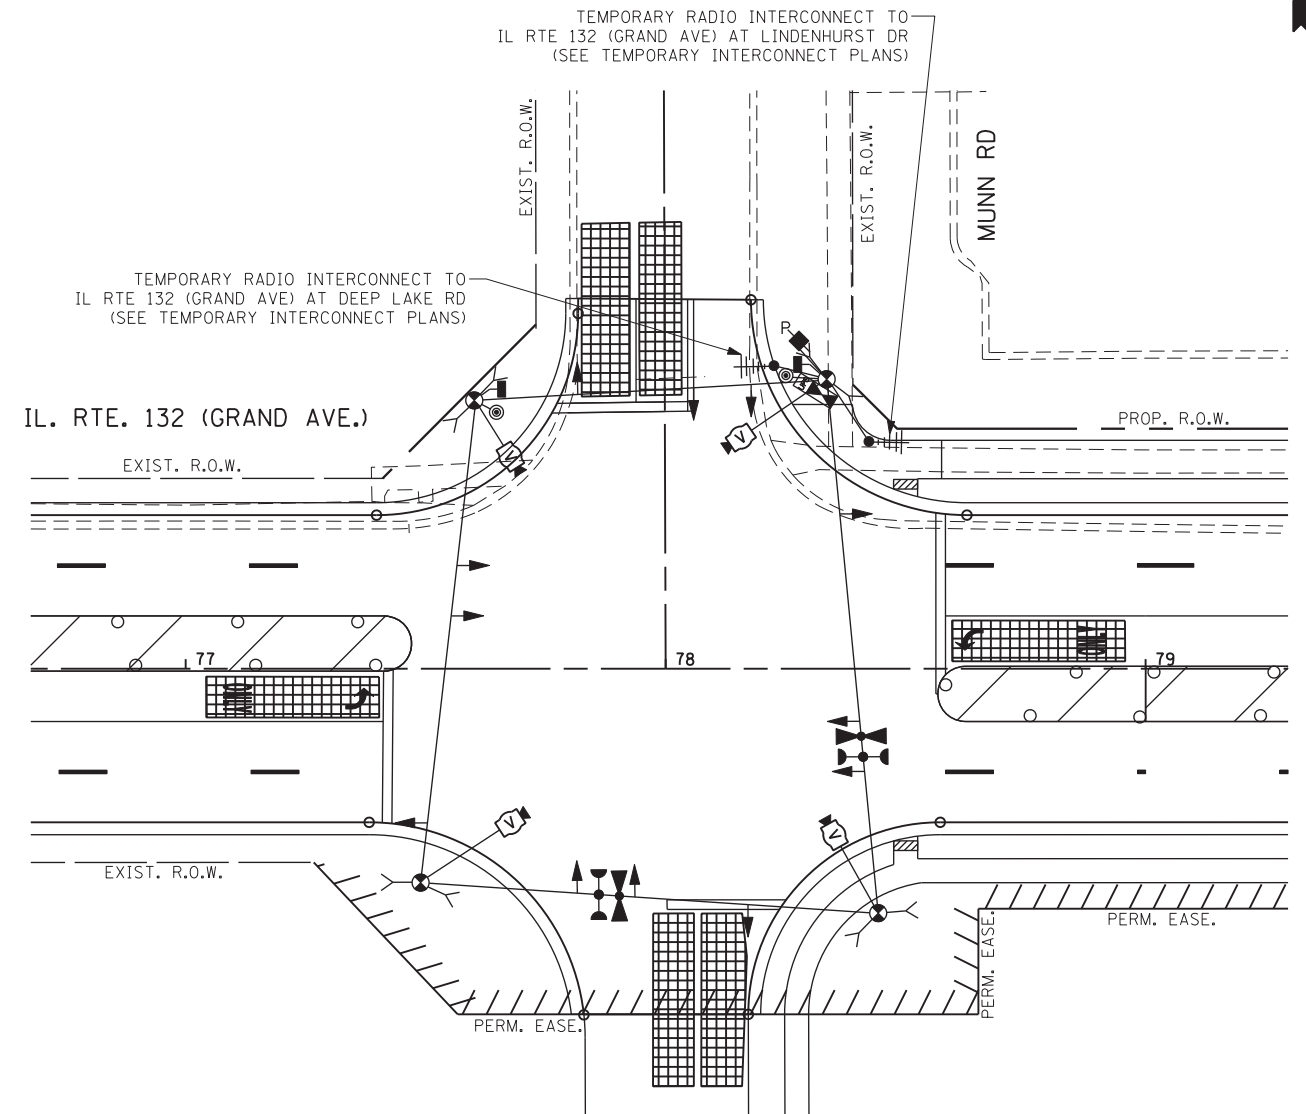 TEMPORARY RADIO INTERCONNECT TO
IL RTE 132 (GRAND AVE) AT LINDENHURST DR
(SEE TEMPORARY INTERCONNECT PLANS)
EXIST. R.O.W.
EXIST. R.O.W.
MUNN RD
TEMPORARY RADIO INTERCONNECT TO
IL RTE 132 (GRAND AVE) AT DEEP LAKE RD
(SEE TEMPORARY INTERCONNECT PLANS)
P
IL. RTE. 132 (GRAND AVE.)
PROP. R.O.W.
EXIST. R.O.W.
V
V
77
78
79
V
V
EXIST. R.O.W.
PERM. EASE.
PERM. EASE.
PERM. EASE.